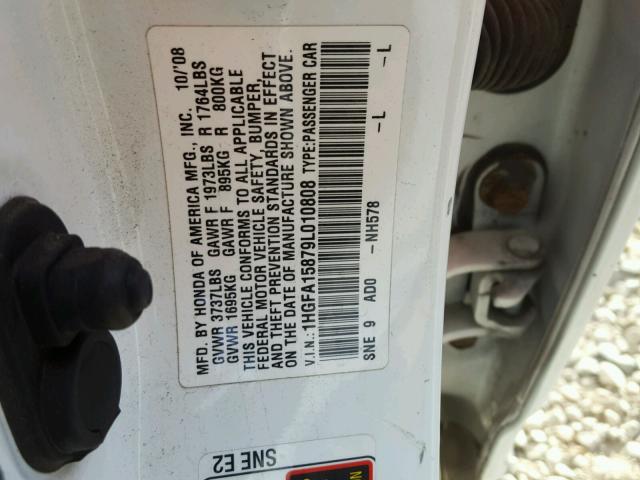 MFD. BY HONDA OF AMERICA MFG., INC. 10/'08
GVWR 3737LBS GAWR F 1973LBS R 1764LBS
GVWR 1695KG GAWR F 895KG R 800KG
THIS VEHICLE CONFORMS TO ALL APPLICABLE
FEDERAL MOTOR VEHICLE SAFETY, BUMPER,
AND THEFT PREVENTION STANDARDS IN EFFECT
ON THE DATE OF MANUFACTURE SHOWN ABOVE.
V.I.N.:1HGFA15879L010808 TYPE:PASSENGER CAR
SNE 9 AD0 -NH578 -L -L
SNE E2